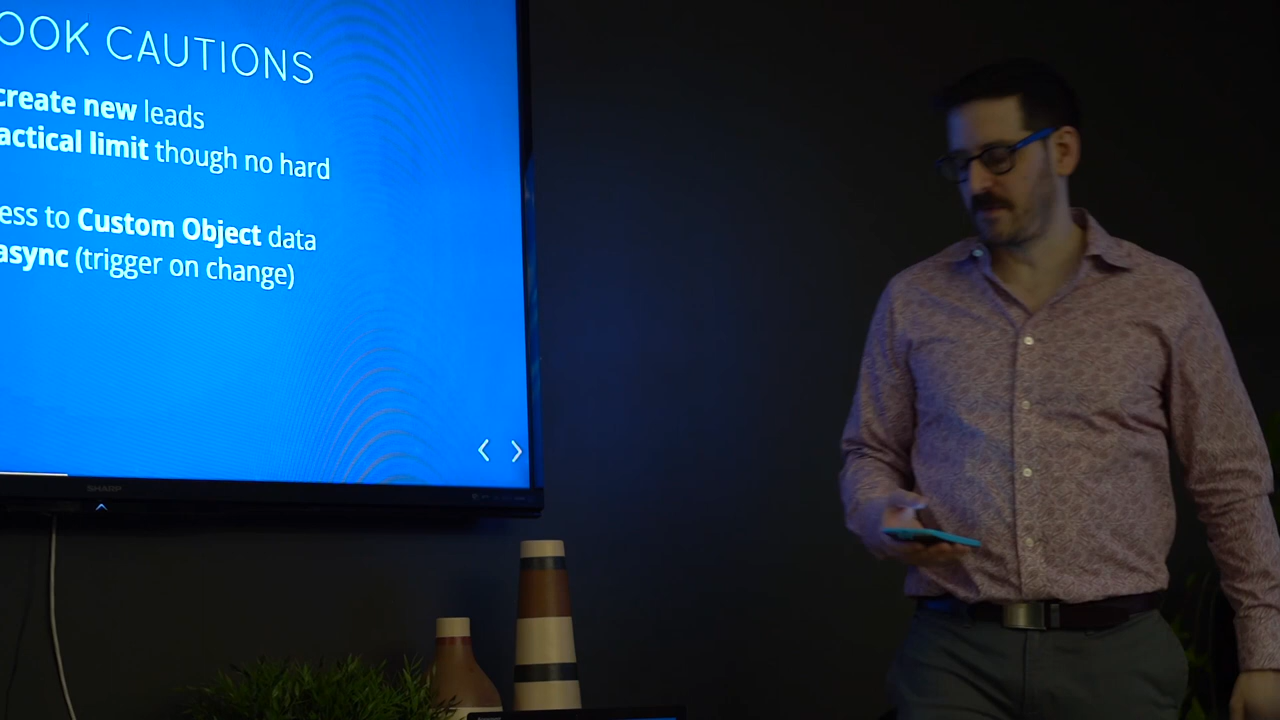 OOK CAUTIONS
create new leads
actical limit though no hard
ess to Custom Object data
async (trigger on change)
SHARP